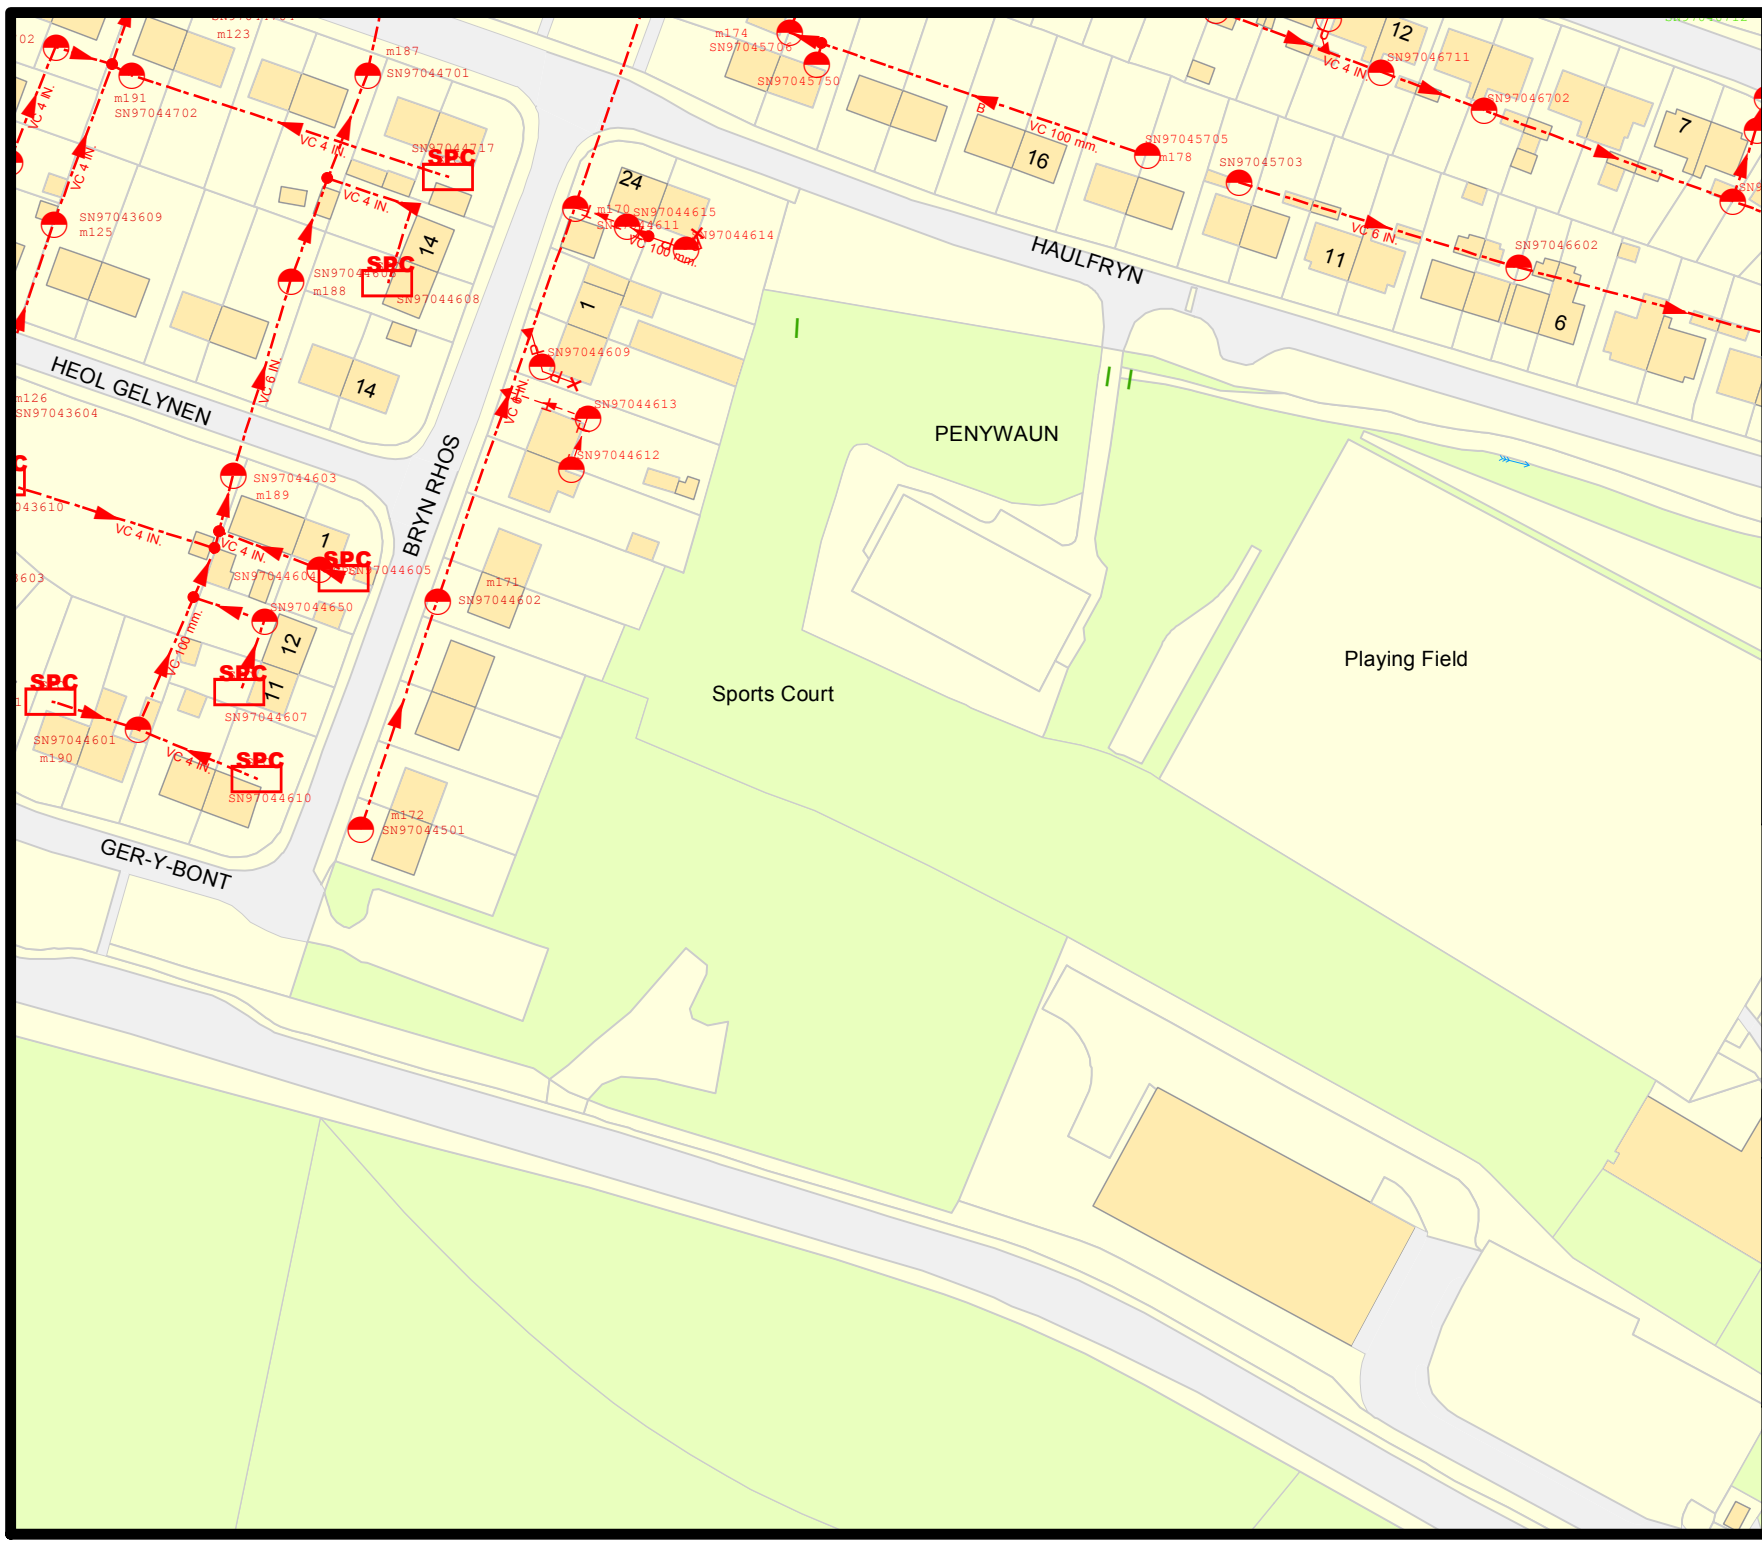 m123
m187
SN97044701
m191
SN97044702
VC 4 IN.
VC 4 IN.
VC 4 IN.
SN97044717
SPC
VC 4 IN.
SN97043609
m125
14
SPC
SN97044608
m188
m174
SN97045706
SN97045750
B
VC 100 mm.
16
SN97045705
m178
SN97045703
12
VC 4 IN.
SN97046711
SN97046702
7
24
m170
SN97044615
SN97044611
SN97044614
VC 100 mm.
1
HAULFRYN
11
VC 6 IN.
SN97046602
6
SN97044609
HEOL GELYNEN
VC 6 IN.
14
m126
SN97043604
VC 6 IN.
SN97044613
PENYWAUN
SN97044612
BRYN RHOS
SN97044603
m189
VC 4 IN.
VC 4 IN.
1
SPC
SN97044604
SN97044605
m171
SN97044602
SN97044650
VC 100 mm.
12
11
SPC
SN97044607
SPC
SN97044601
m190
VC 4 IN.
SPC
SN97044610
Playing Field
Sports Court
m172
SN97044501
GER-Y-BONT